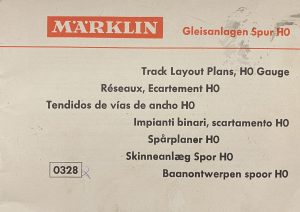 MÄRKLIN
Gleisanlagen Spur H0
Track Layout Plans, H0 Gauge
Réseaux, Ecartement H0
Tendidos de vías de ancho H0
Impianti binari, scartamento H0
Spårplaner H0
Skinneanlæg Spor H0
Baanontwerpen spoor H0
0328